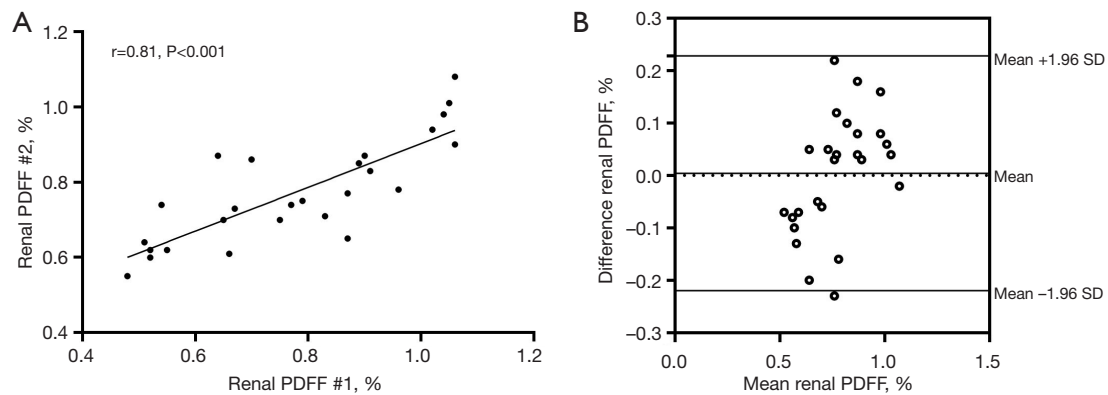 A
1.2
1.0
0.8
0.6
0.4
Renal PDFF #2, %
r=0.81, P<0.001
0.4 0.6 0.8 1.0 1.2
Renal PDFF #1, %
B
0.3
0.2
0.1
0.0
−0.1
−0.2
−0.3
Difference renal PDFF, %
Mean +1.96 SD
Mean
Mean −1.96 SD
0.0 0.5 1.0 1.5
Mean renal PDFF, %